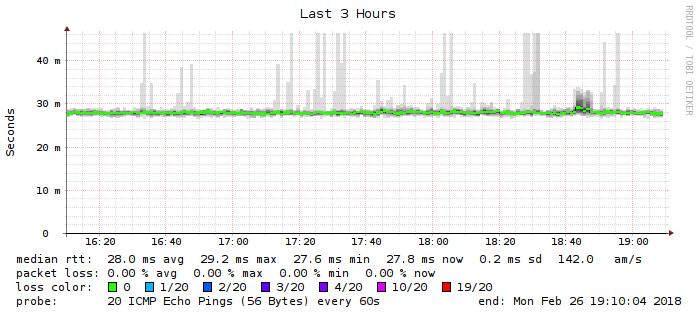 Last 3 Hours
RRDTOOL / TOBI OETIKER
Seconds
40 m
30 m
20 m
10 m
0
16:20 16:40 17:00 17:20 17:40 18:00 18:20 18:40 19:00
median rtt: 28.0 ms avg 29.2 ms max 27.6 ms min 27.8 ms now 0.2 ms sd 142.0 am/s
packet loss: 0.00 % avg 0.00 % max 0.00 % min 0.00 % now
loss color: 0 1/20 2/20 3/20 4/20 10/20 19/20
probe: 20 ICMP Echo Pings (56 Bytes) every 60s end: Mon Feb 26 19:10:04 2018